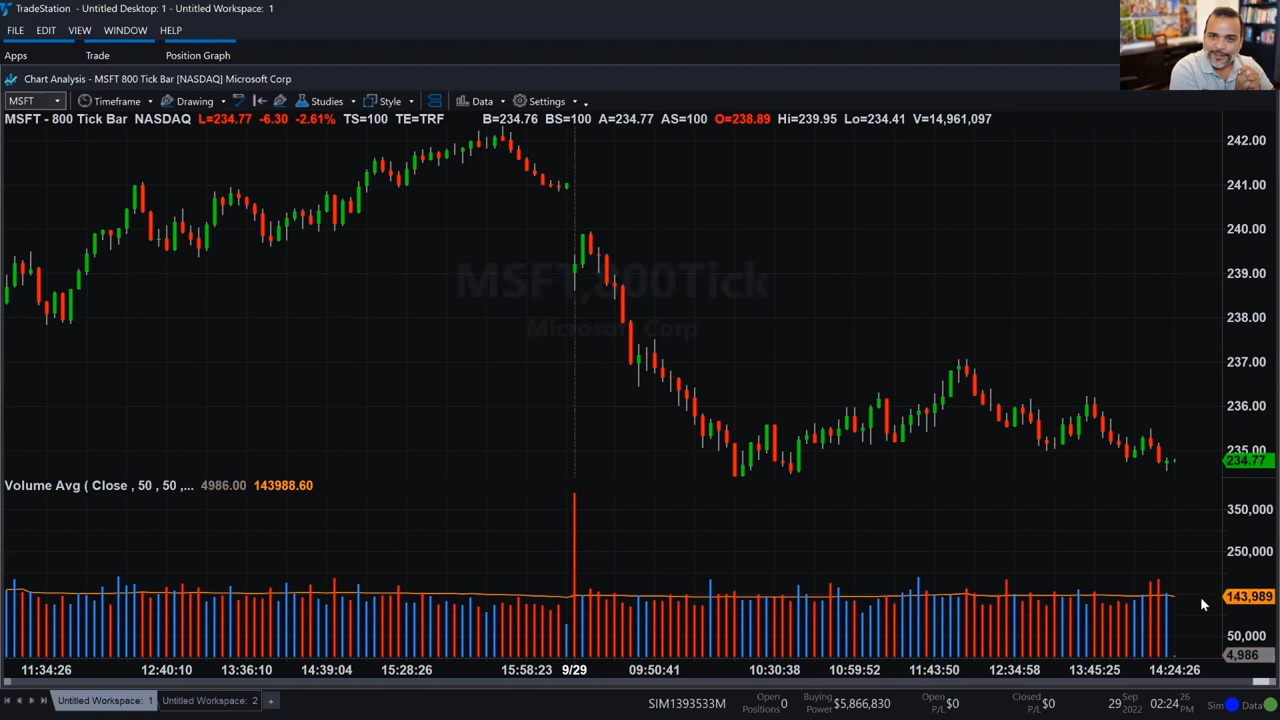 TradeStation - Untitled Desktop: 1 - Untitled Workspace: 1
FILE EDIT VIEW WINDOW HELP
Apps Trade Position Graph
Chart Analysis - MSFT 800 Tick Bar [NASDAQ] Microsoft Corp
MSFT Timeframe Drawing Studies Style Data Settings
MSFT - 800 Tick Bar NASDAQ L=234.77 -6.30 -2.61% TS=100 TE=TRF B=234.76 BS=100 A=234.77 AS=100 O=238.89 Hi=239.95 Lo=234.41 V=14,961,097
242.00
241.00
240.00
239.00
MSFT,800Tick
238.00
Microsoft Corp
237.00
236.00
235.00
234.77
Volume Avg ( Close , 50 , 50 ,... 4986.00 143988.60
350,000
250,000
143,989
50,000
4,986
11:34:26 12:40:10 13:36:10 14:39:04 15:28:26 15:58:23 9/29 09:50:41 10:30:38 10:59:52 11:43:50 12:34:58 13:45:25 14:24:26
Untitled Workspace: 1 Untitled Workspace: 2 +
SIM1393533M Open Positions 0 Buying Power $5,866,830 Open P/L $0 Closed P/L $0 29 Sep 2022 02:24 26 PM Sim Data